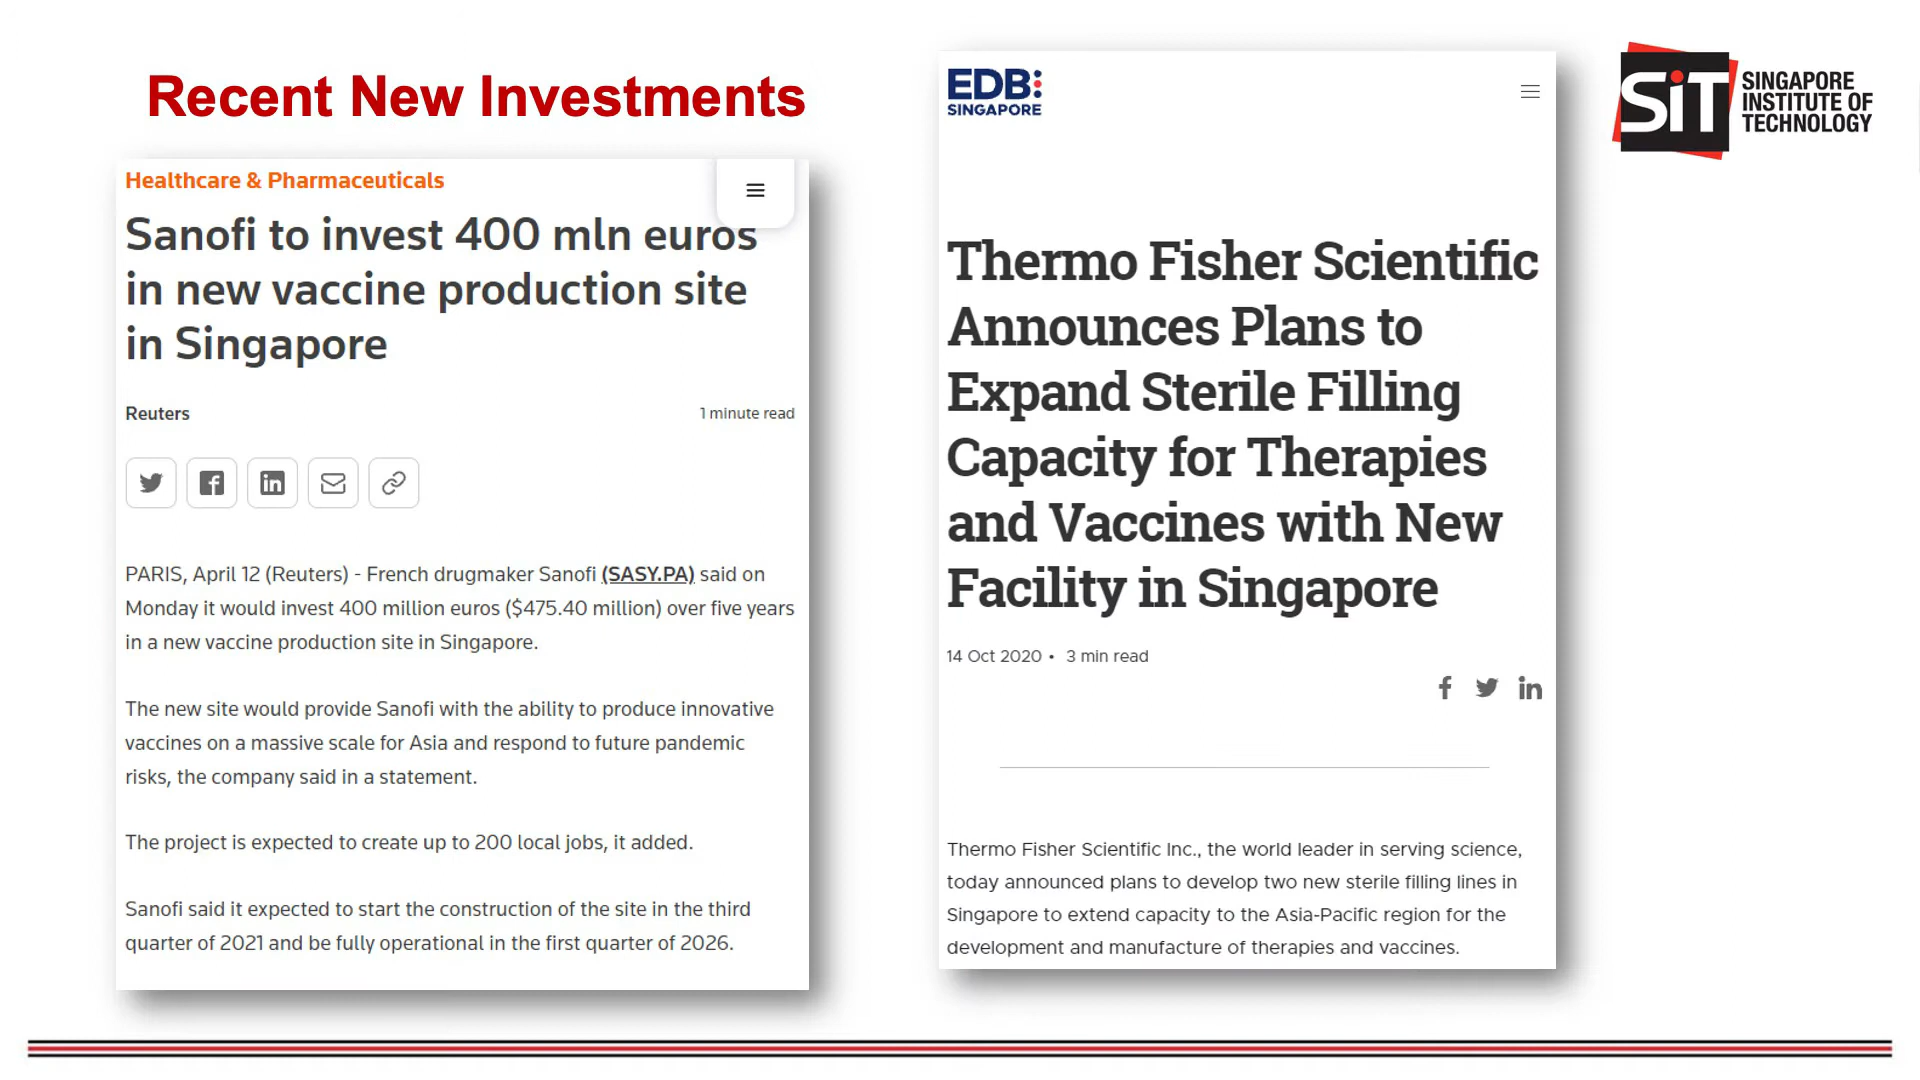 Recent New Investments
Healthcare & Pharmaceuticals
Sanofi to invest 400 mln euros
in new vaccine production site
in Singapore
Reuters
1 minute read
PARIS, April 12 (Reuters) - French drugmaker Sanofi (SASY.PA) said on
Monday it would invest 400 million euros ($475.40 million) over five years
in a new vaccine production site in Singapore.
The new site would provide Sanofi with the ability to produce innovative
vaccines on a massive scale for Asia and respond to future pandemic
risks, the company said in a statement.
The project is expected to create up to 200 local jobs, it added.
Sanofi said it expected to start the construction of the site in the third
quarter of 2021 and be fully operational in the first quarter of 2026.
EDB:
SINGAPORE
Thermo Fisher Scientific
Announces Plans to
Expand Sterile Filling
Capacity for Therapies
and Vaccines with New
Facility in Singapore
14 Oct 2020 • 3 min read
Thermo Fisher Scientific Inc., the world leader in serving science,
today announced plans to develop two new sterile filling lines in
Singapore to extend capacity to the Asia-Pacific region for the
development and manufacture of therapies and vaccines.
SiT
SINGAPORE
INSTITUTE OF
TECHNOLOGY